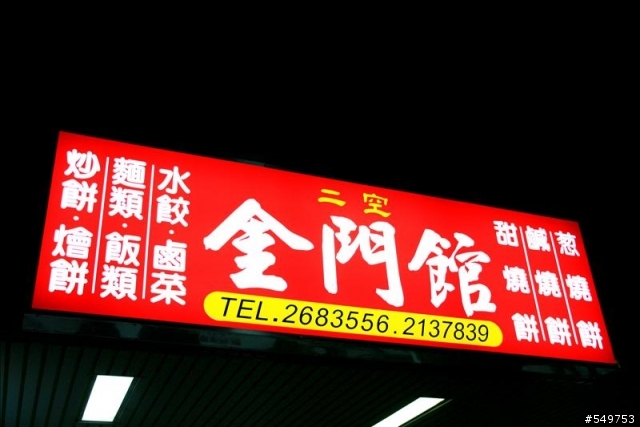 二空
金門館
TEL.2683556.2137839
水餃·鹵菜
麵類·飯類
炒餅·燴餅
葱燒餅
鹹燒餅
甜燒餅
#549753